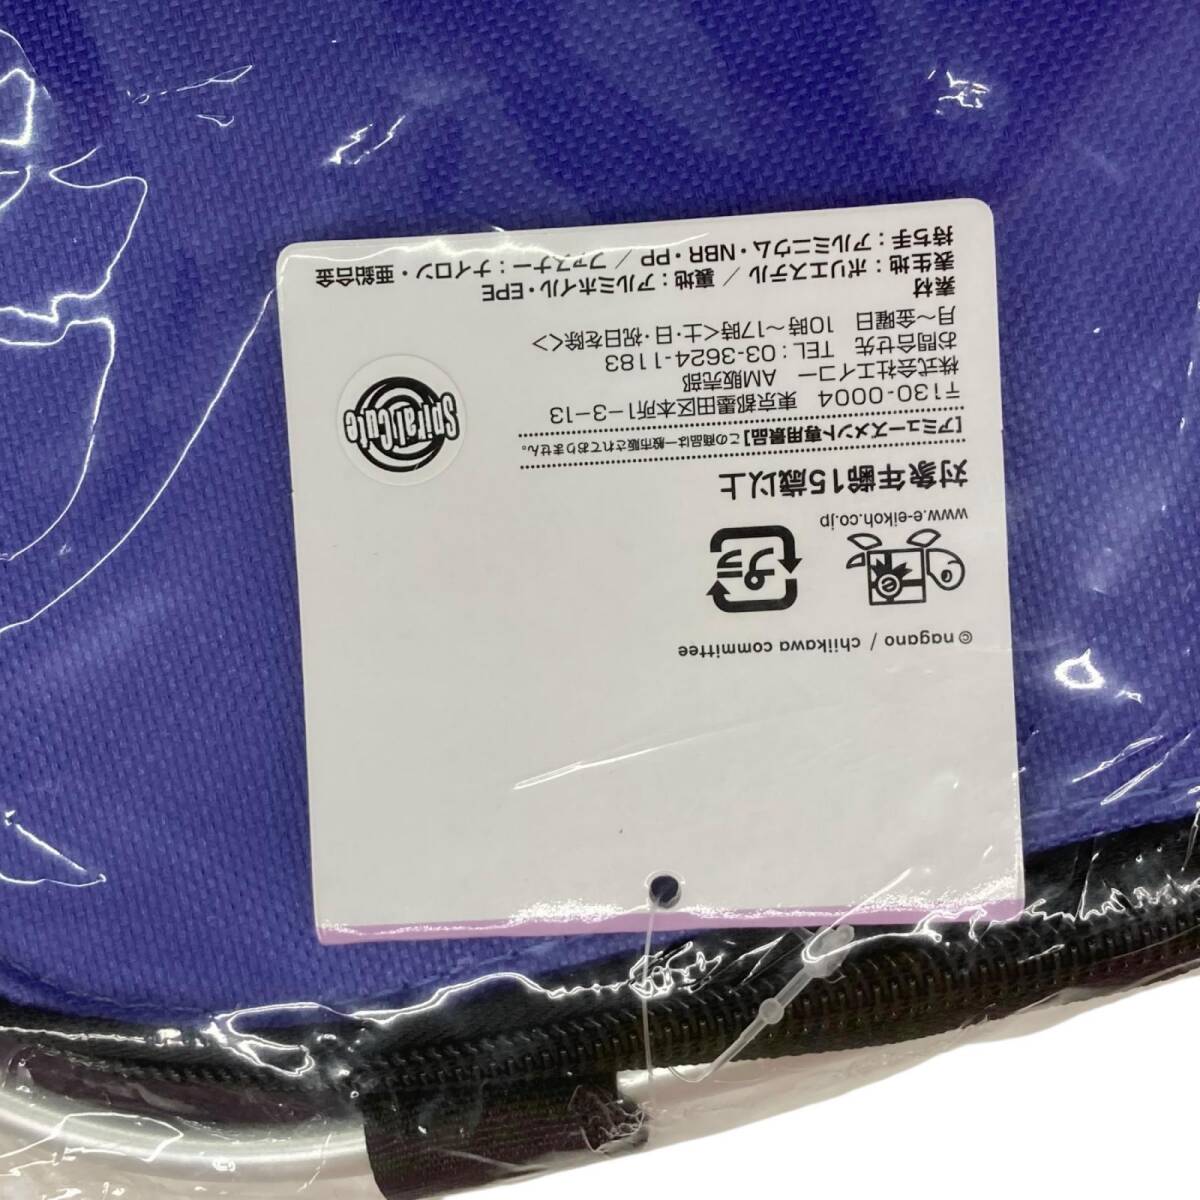 © nagano / chiikawa committee
プラ
e
www.e-eikoh.co.jp
対象年齢15歳以上
[アミューズメント専用景品]この商品は一般市販されておりません。
〒130-0004 東京都墨田区本所1-3-13
株式会社エイコー AM販売部
お問合せ先 TEL:03-3624-1183
月〜金曜日 10時〜17時<土・日・祝日を除く>
素材
表生地:ポリエステル / 裏地:アルミホイル・EPE
持ち手:アルミニウム・NBR・PP / ファスナー:ナイロン・亜鉛合金
SpiralCute